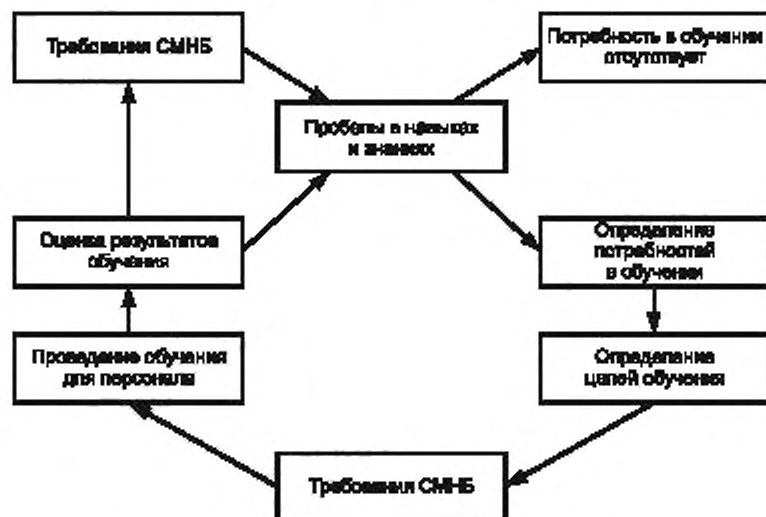 Требования СМНБ
Потребность в обучении
отсутствует
Пробелы в навыках
и знаниях
Оценка результатов
обучения
Определение
потребностей
в обучении
Проведение обучения
для персонала
Определение
целей обучения
Требования СМНБ